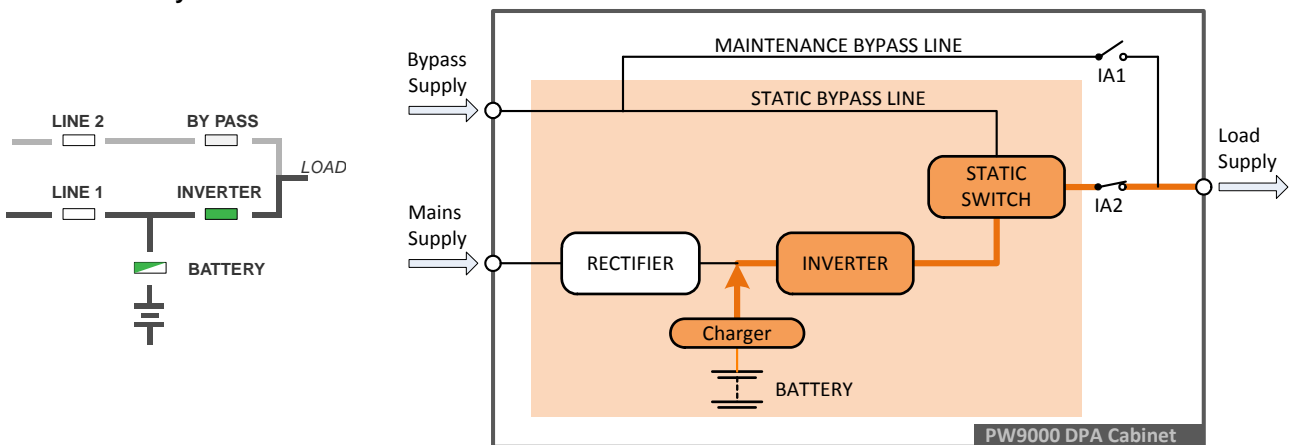 LINE 2
BY PASS
LOAD
LINE 1
INVERTER
BATTERY
Bypass
Supply
MAINTENANCE BYPASS LINE
IA1
STATIC BYPASS LINE
Load
Supply
STATIC
SWITCH
IA2
Mains
Supply
RECTIFIER
INVERTER
Charger
BATTERY
PW9000 DPA Cabinet